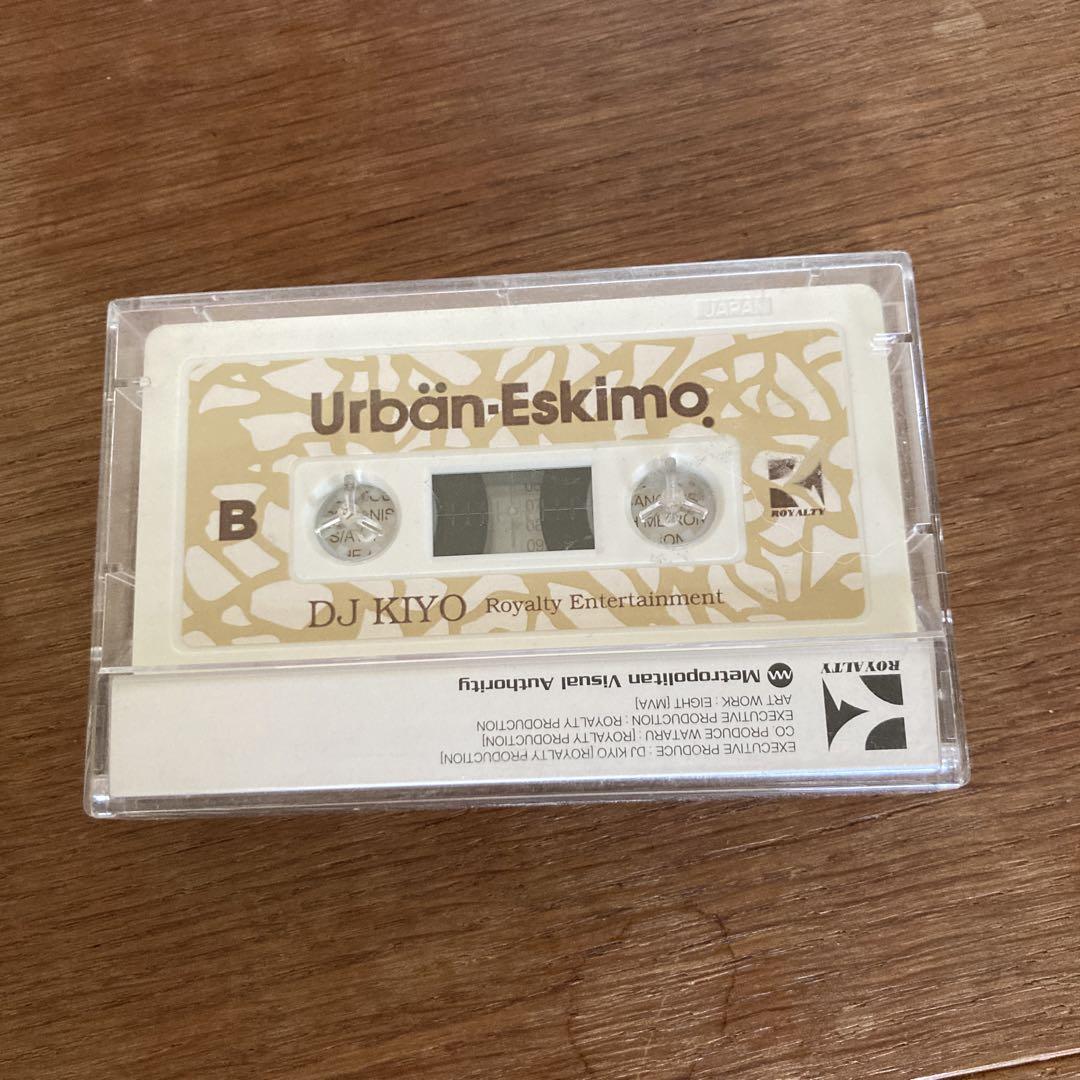 JAPAN
Urbän-Eskimo
B
ROYALTY
DJ KIYO Royalty Entertainment
ROYALTY
Metropolitan Visual Authority
ART WORK : EIGHT [MVA]
EXECUTIVE PRODUCTION : ROYALTY PRODUCTION
CO. PRODUCE WATARU : [ROYALTY PRODUCTION]
EXECUTIVE PRODUCE : DJ KIYO [ROYALTY PRODUCTION]